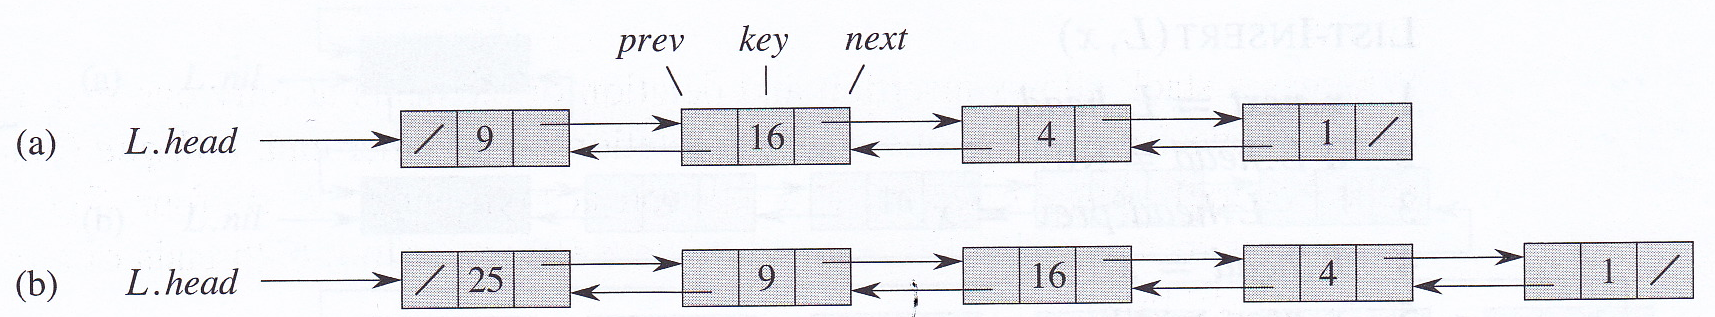 prev key next
(a) L.head / 9 16 4 1 /
(b) L.head / 25 9 16 4 1 /